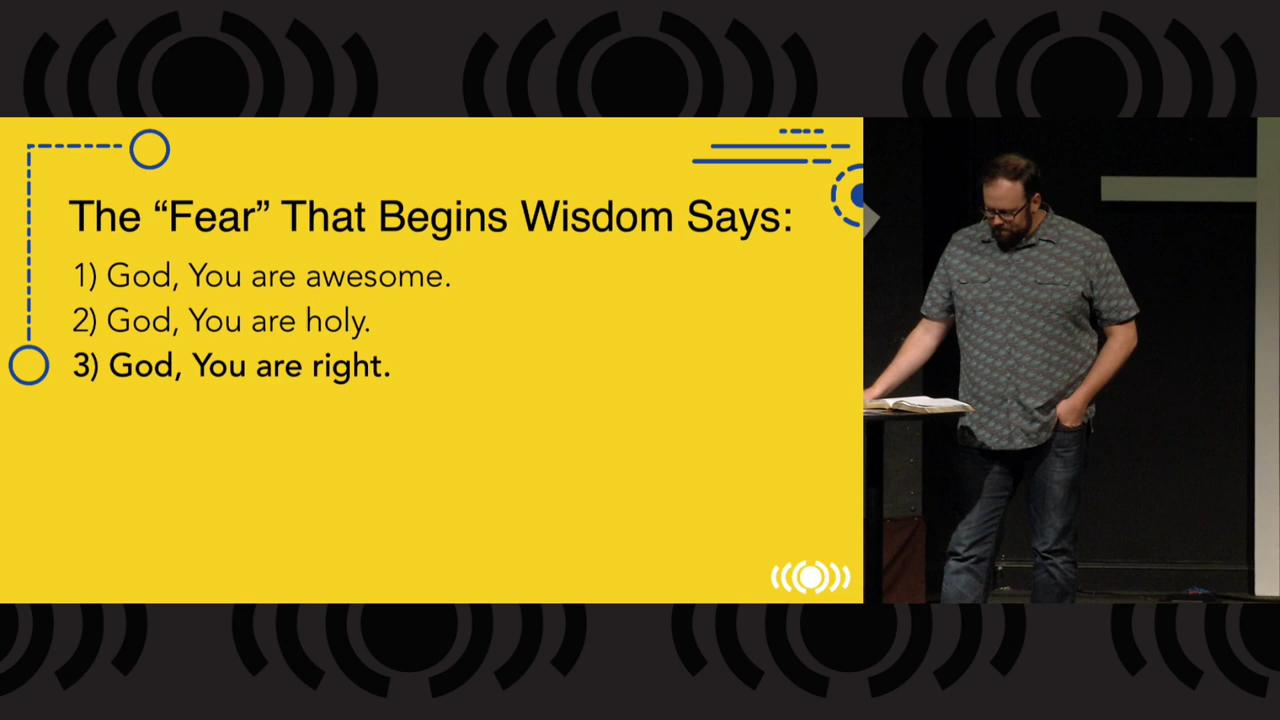 The “Fear” That Begins Wisdom Says:
1) God, You are awesome.
2) God, You are holy.
3) God, You are right.